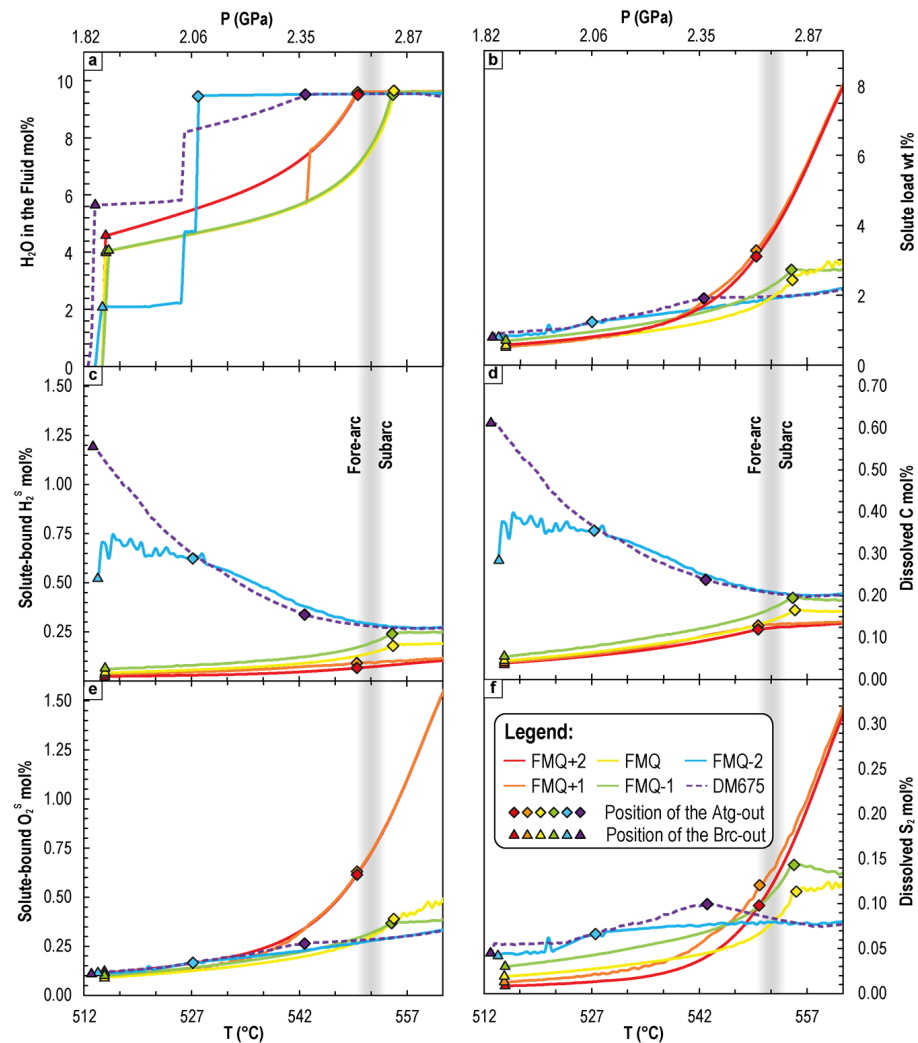 P (GPa)
P (GPa)
1.82 2.06 2.35 2.87
1.82 2.06 2.35 2.87
a
H₂O in the Fluid mol%
10
8
6
4
2
0
b
Solute load wt l%
8
6
4
2
0
c
Solute-bound H₂ˢ mol%
1.50
1.25
1.00
0.75
0.50
0.25
Fore-arc
Subarc
d
Dissolved C mol%
0.70
0.60
0.50
0.40
0.30
0.20
0.10
0.00
Fore-arc
Subarc
e
Solute-bound O₂ˢ mol%
1.50
1.25
1.00
0.75
0.50
0.25
0.00
512 527 542 557
T (°C)
f
Legend:
FMQ+2 FMQ FMQ-2
FMQ+1 FMQ-1 DM675
Position of the Atg-out
Position of the Brc-out
Dissolved S₂ mol%
0.30
0.25
0.20
0.15
0.10
0.05
0.00
512 527 542 557
T (°C)